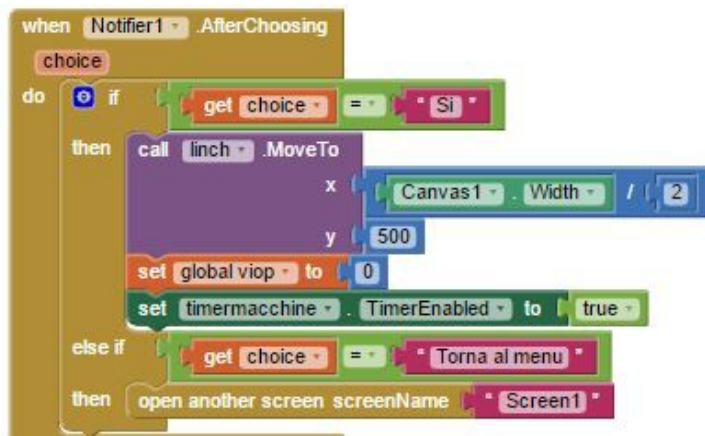 when Notifier1 .AfterChoosing
choice
do if get choice = " Si "
then call linch .MoveTo
x Canvas1 . Width / 2
y 500
set global viop to 0
set timermacchine . TimerEnabled to true
else if get choice = " Torna al menu "
then open another screen screenName " Screen1 "